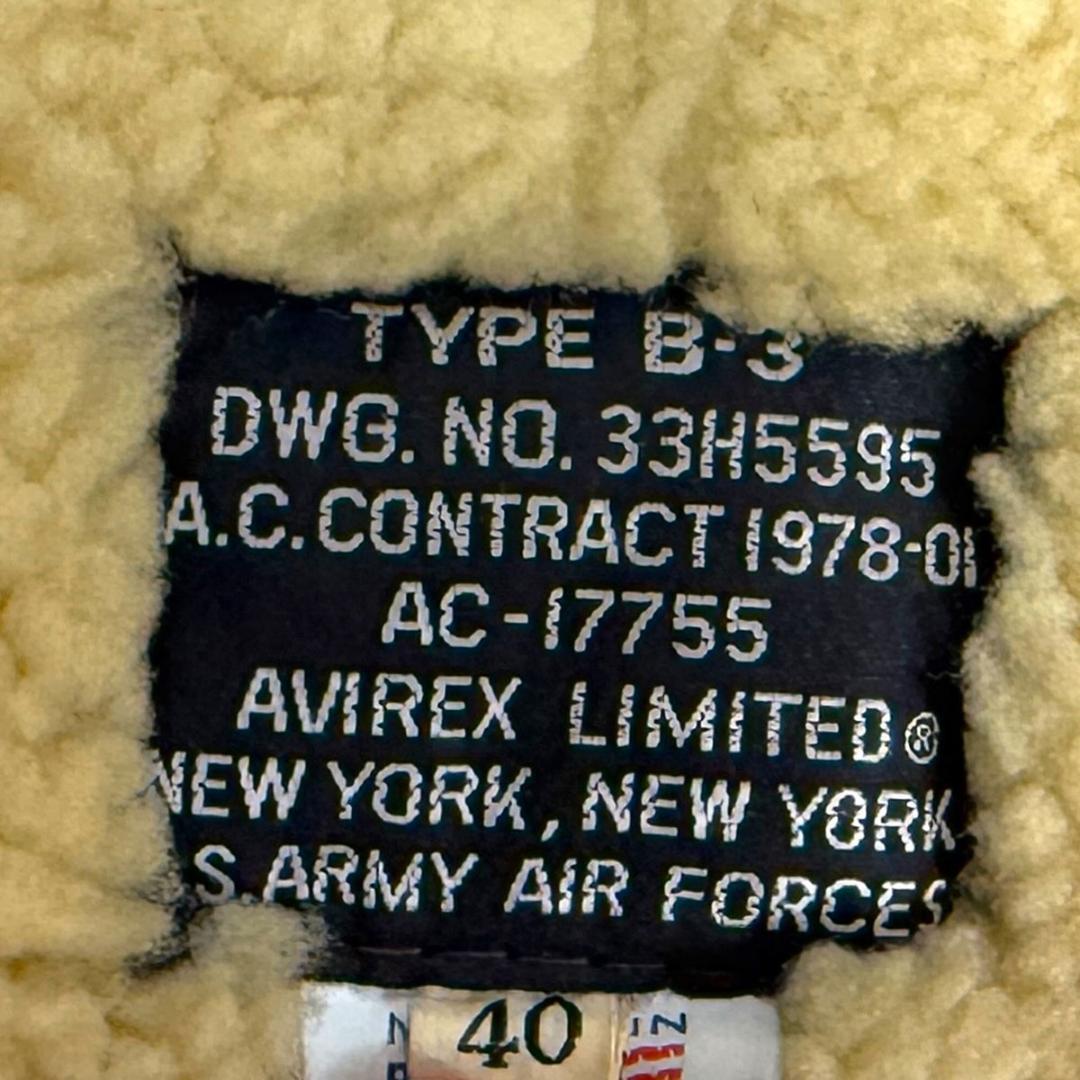 TYPE B-3
DWG. NO. 33H5595
A.C. CONTRACT 1978-01
AC-17755
AVIREX LIMITED®
NEW YORK, NEW YORK
S. ARMY AIR FORCES
40